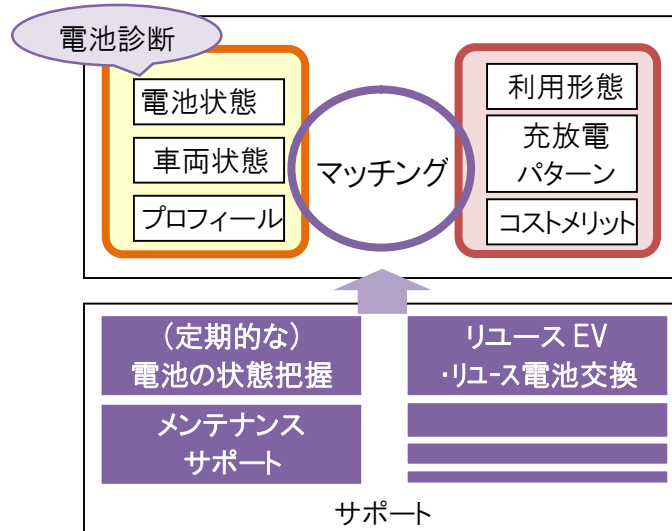 電池診断
電池状態
車両状態
プロフィール
マッチング
利用形態
充放電
パターン
コストメリット
(定期的な)
電池の状態把握
メンテナンス
サポート
リユース EV
・リユース電池交換
サポート